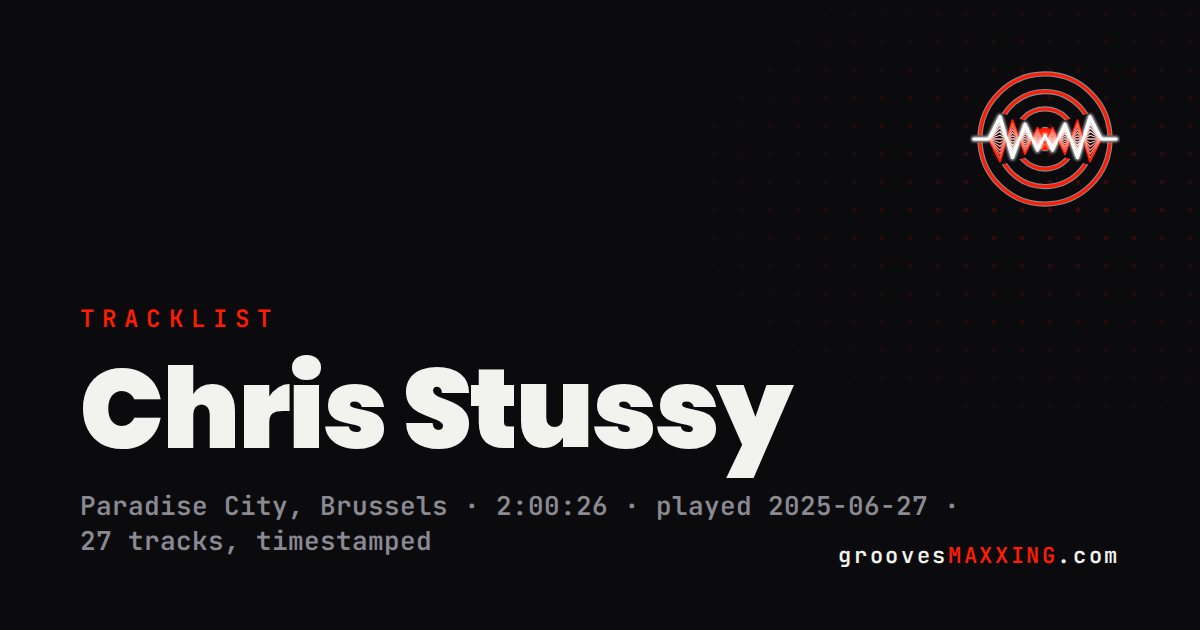 TRACKLIST
Chris Stussy
Paradise City, Brussels · 2:00:26 · played 2025-06-27 ·
27 tracks, timestamped
groovesMAXXING.com